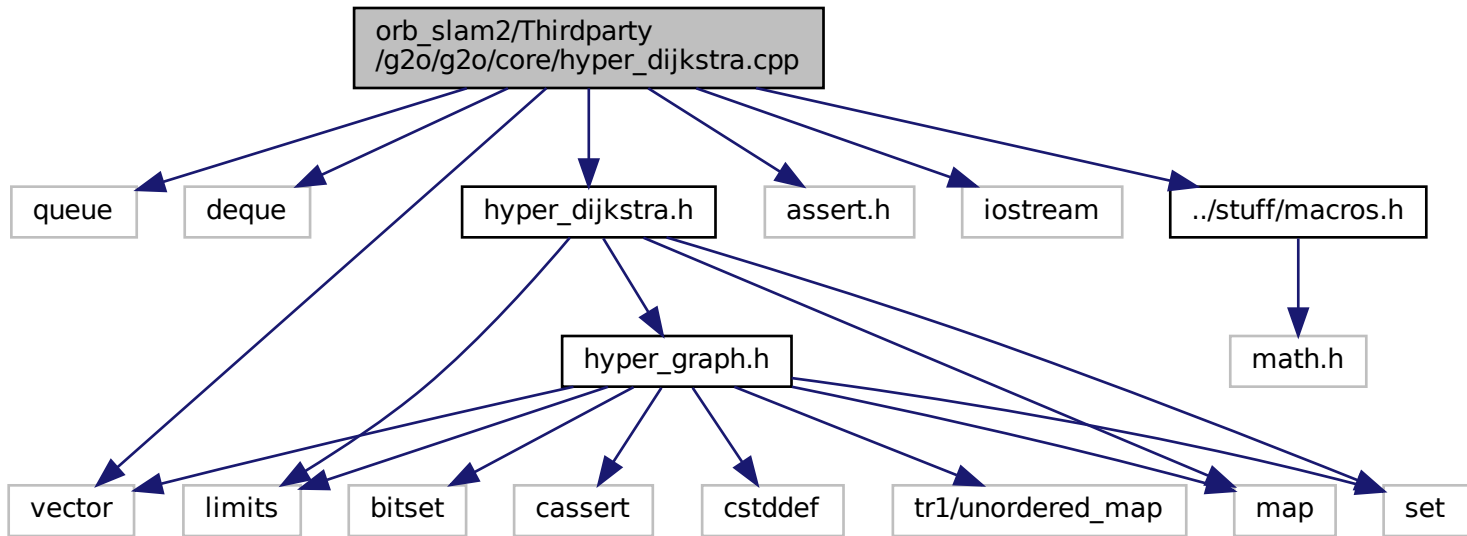 orb_slam2/Thirdparty
/g2o/g2o/core/hyper_dijkstra.cpp
queue
deque
hyper_dijkstra.h
assert.h
iostream
../stuff/macros.h
hyper_graph.h
math.h
vector
limits
bitset
cassert
cstddef
tr1/unordered_map
map
set